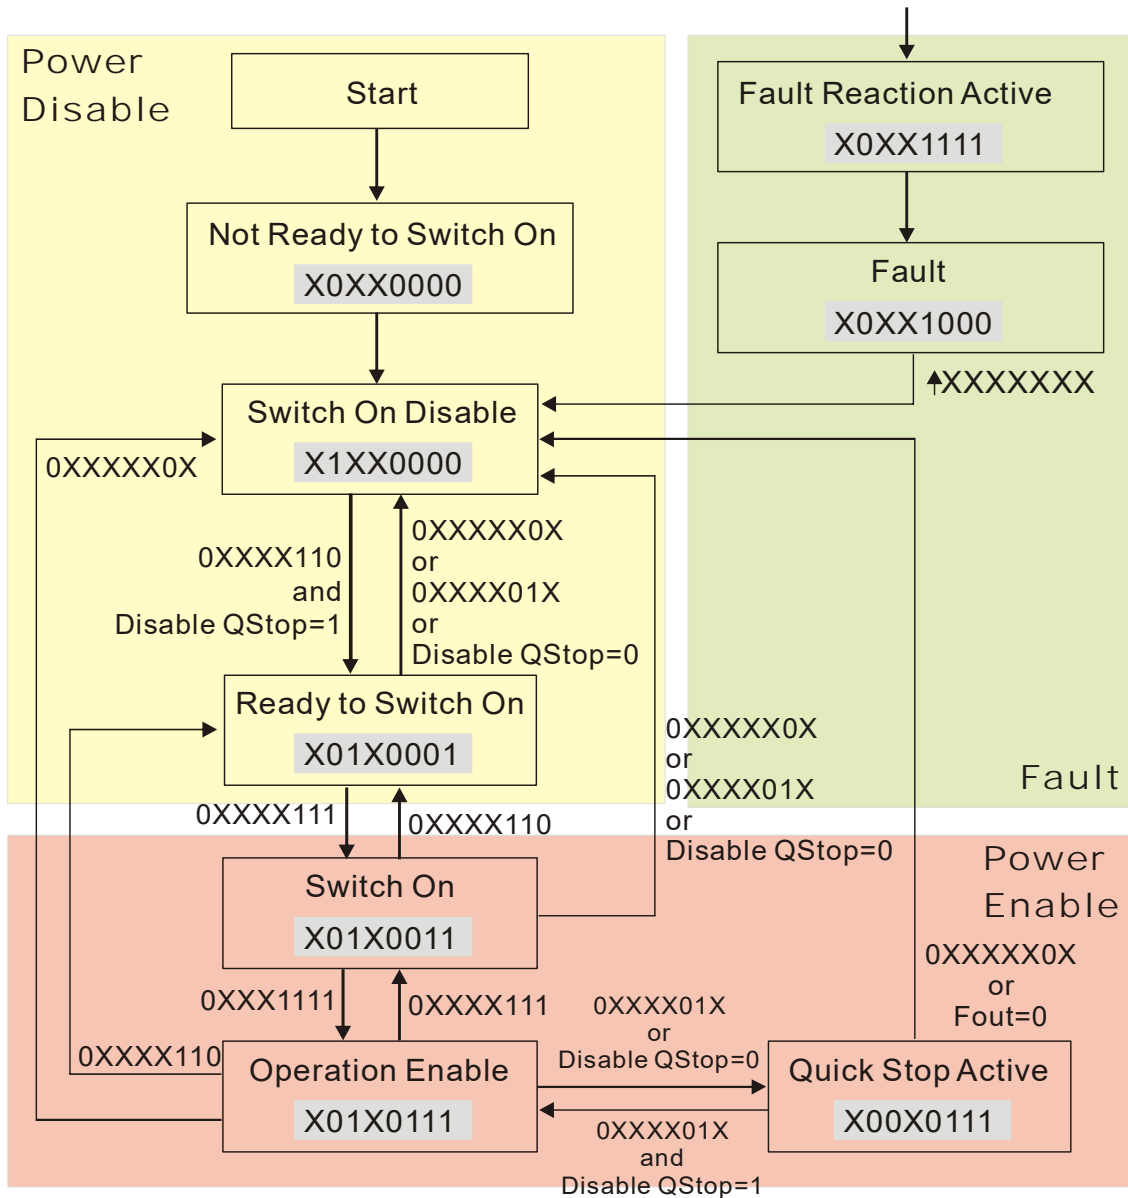 Power
Disable
Start
Not Ready to Switch On
X0XX0000
Switch On Disable
X1XX0000
0XXXXX0X
0XXXX110
and
Disable QStop=1
0XXXXX0X
or
0XXXX01X
or
Disable QStop=0
Ready to Switch On
X01X0001
0XXXX111
0XXXX110
Fault Reaction Active
X0XX1111
Fault
X0XX1000
XXXXXXX
Fault
0XXXXX0X
or
0XXXX01X
or
Disable QStop=0
Power
Enable
Switch On
X01X0011
0XXX1111
0XXXX111
0XXXX110
Operation Enable
X01X0111
0XXXX01X
or
Disable QStop=0
0XXXX01X
and
Disable QStop=1
0XXXXX0X
or
Fout=0
Quick Stop Active
X00X0111